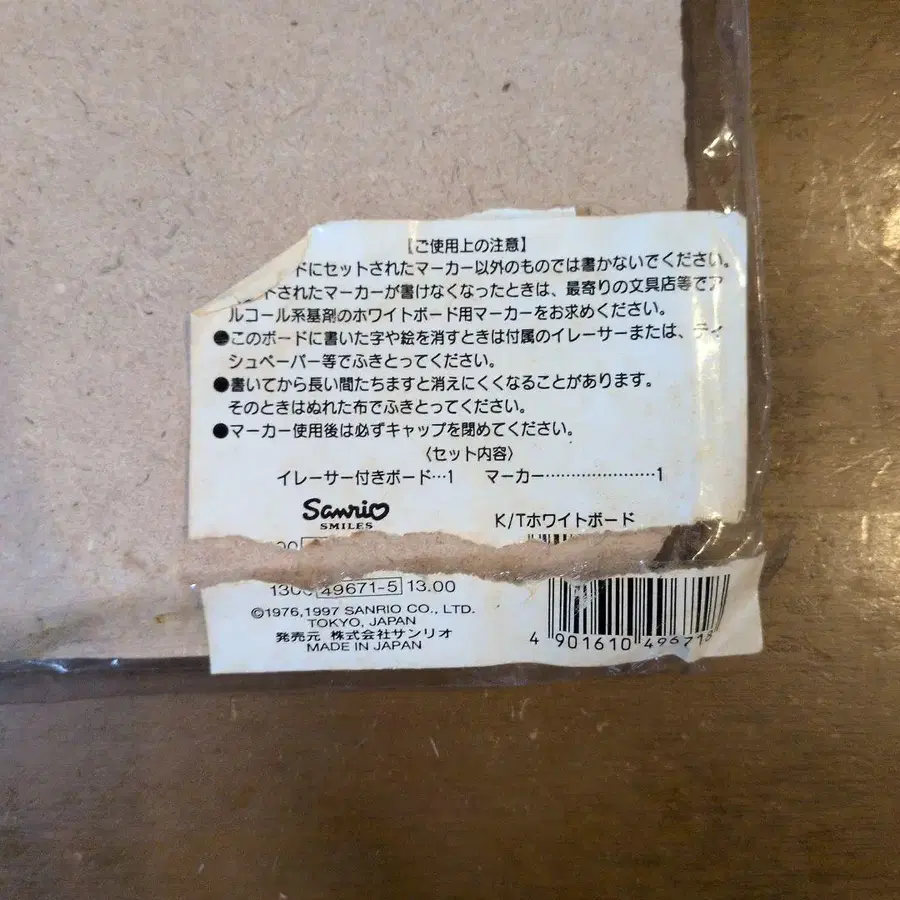 【ご使用上の注意】
ドにセットされたマーカー以外のものでは書かないでください。
トされたマーカーが書けなくなったときは、最寄りの文具店等でア
ルコール系基剤のホワイトボード用マーカーをお求めください。
●このボードに書いた字や絵を消すときは付属のイレーサーまたは、ティ
シュペーパー等でふきとってください。
●書いてから長い間たちますと消えにくくなることがあります。
そのときはぬれた布でふきとってください。
●マーカー使用後は必ずキャップを閉めてください。
〈セット内容〉
イレーサー付きボード…1 マーカー…………………1
Sanrio
SMILES
K/Tホワイトボード
1300 49671-5 13.00
©1976,1997 SANRIO CO., LTD.
TOKYO, JAPAN
発売元 株式会社サンリオ
MADE IN JAPAN
4 901610 496718